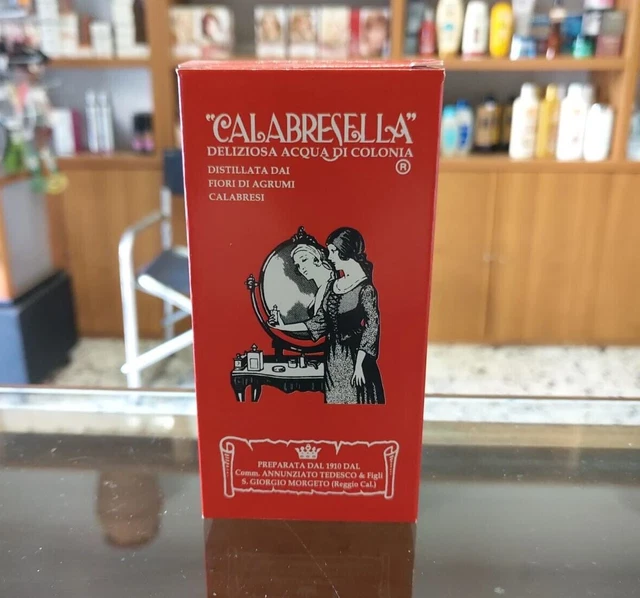 "CALABRESELLA"
DELIZIOSA ACQUA DI COLONIA
®
DISTILLATA DAI
FIORI DI AGRUMI
CALABRESI
PREPARATA DAL 1910 DAL
Comm. ANNUNZIATO TEDESCO & Figli
S. GIORGIO MORGETO (Reggio Cal.)